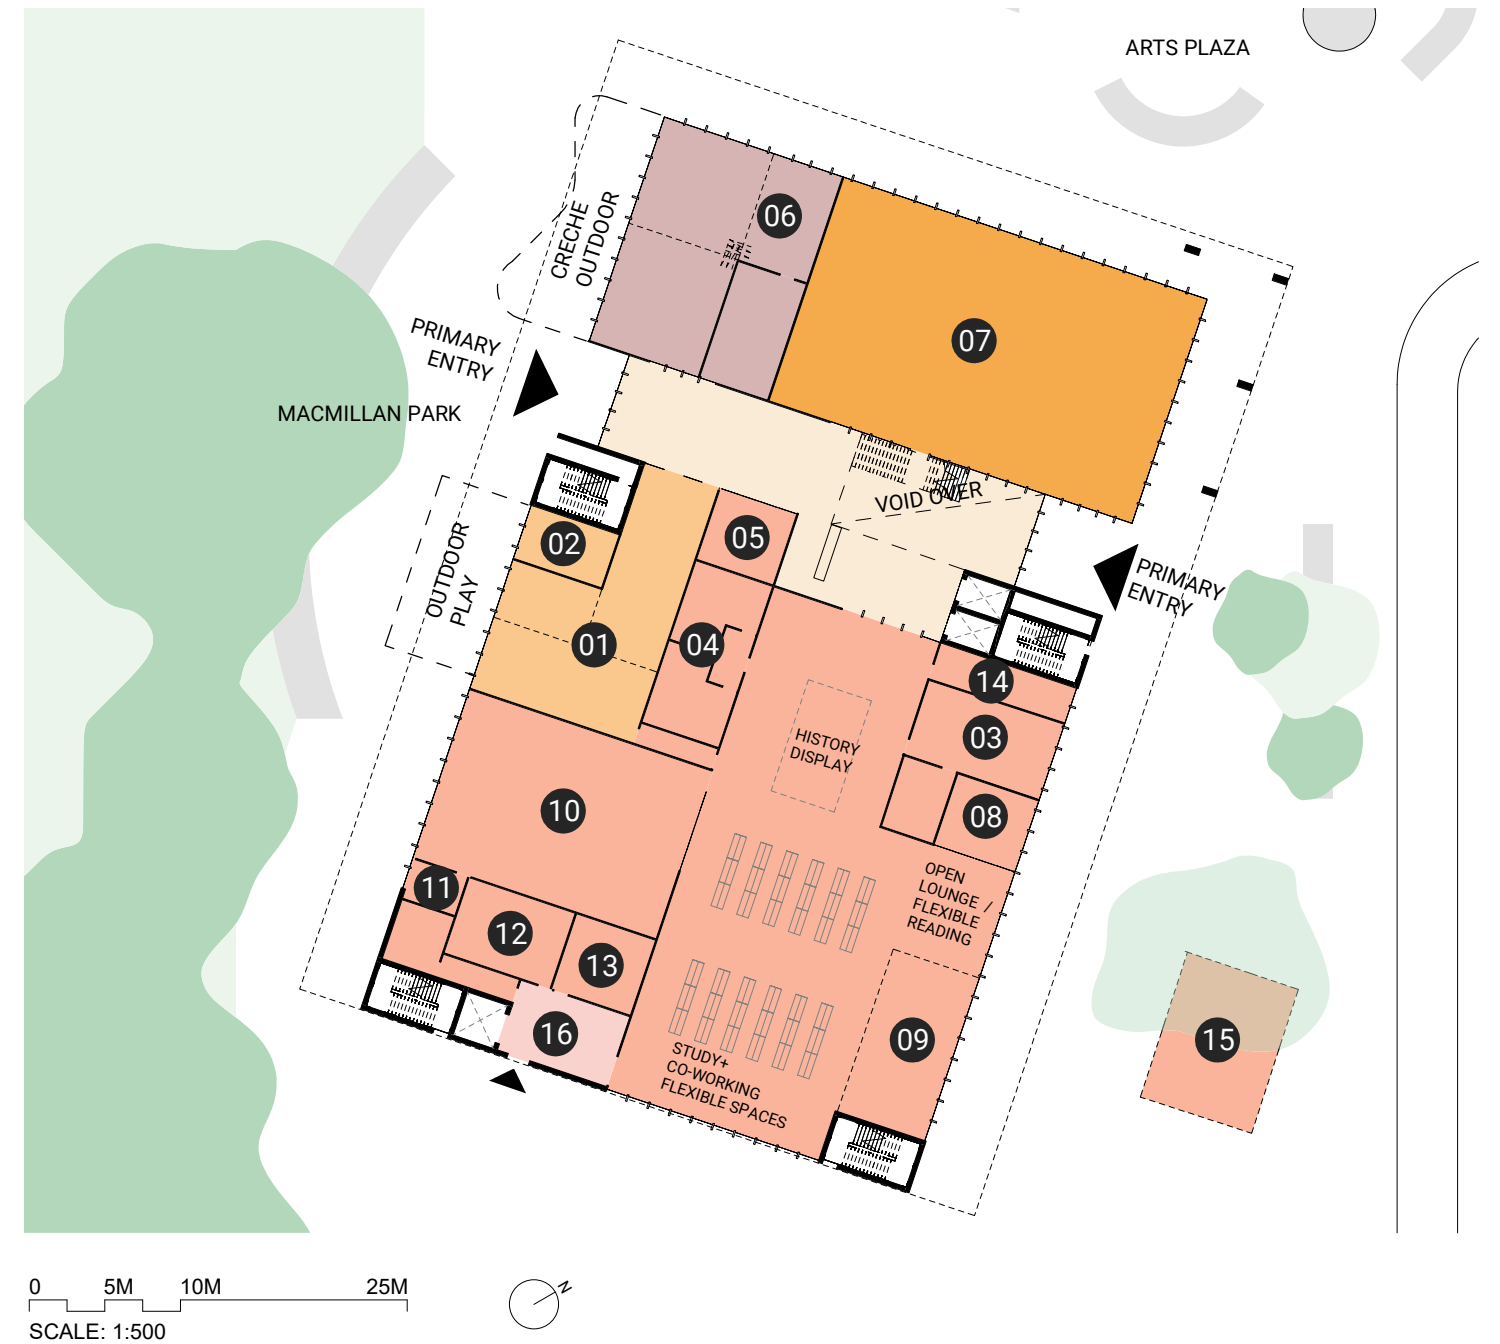 ARTS PLAZA
06
CRECHE
OUTDOOR
07
PRIMARY
ENTRY
MACMILLAN PARK
VOID OVER
02
05
OUTDOOR
PLAY
PRIMARY
ENTRY
01
04
14
03
HISTORY
DISPLAY
10
08
11
OPEN
LOUNGE /
FLEXIBLE
READING
12
13
16
09
15
STUDY+
CO-WORKING
FLEXIBLE SPACES
0 5M 10M 25M
SCALE: 1:500
N